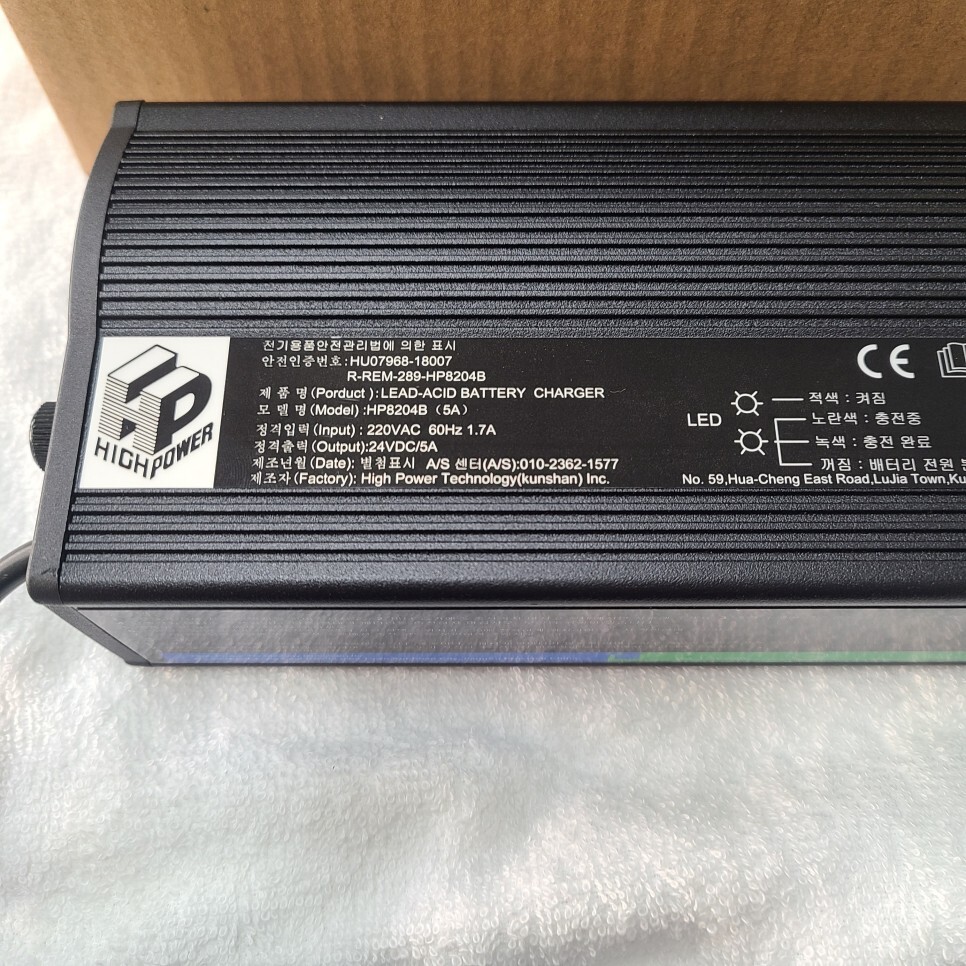 HP
HIGH POWER
전기용품안전관리법에 의한 표시
안전인증번호:HU07968-18007
R-REM-289-HP8204B
제 품 명(Porduct):LEAD-ACID BATTERY CHARGER
모 델 명(Model):HP8204B (5A)
정격입력(Input) : 220VAC 60Hz 1.7A
정격출력(Output):24VDC/5A
제조년월(Date): 별첨표시 A/S 센터(A/S):010-2362-1577
제조자(Factory): High Power Technology(kunshan) Inc.
CE
LED
적색 : 켜짐
노란색 : 충전중
녹색 : 충전 완료
꺼짐 : 배터리 전원
No. 59,Hua-Cheng East Road,LuJia Town,Ku